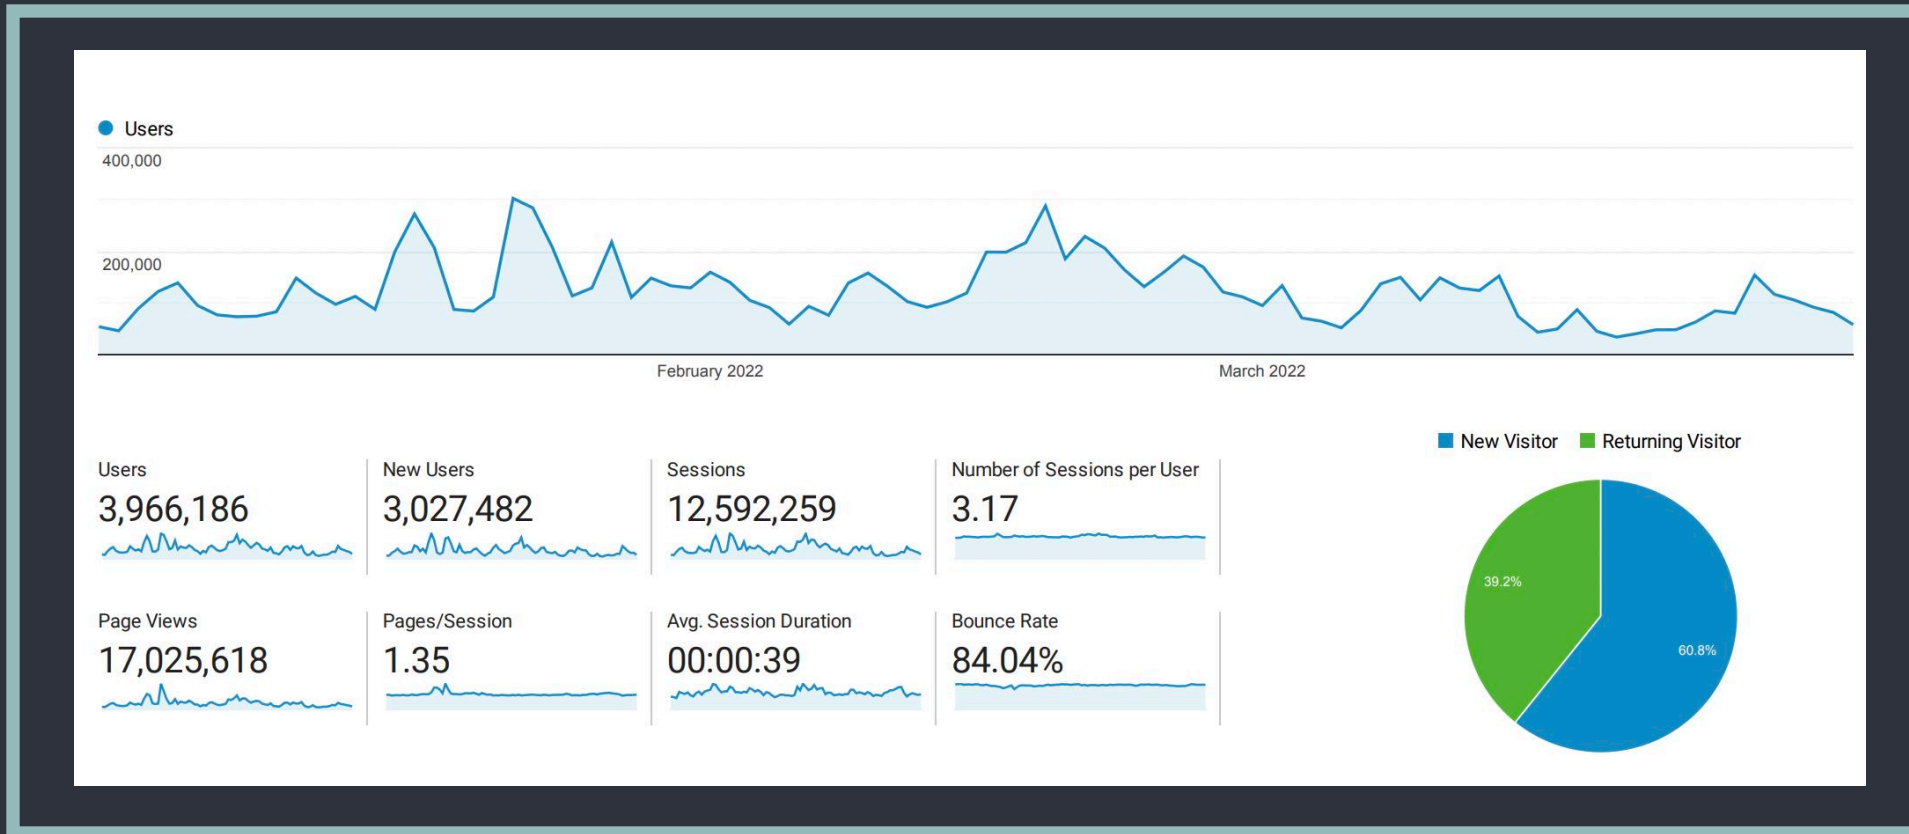 Users
400,000
200,000
February 2022 March 2022
New Visitor Returning Visitor
Users New Users Sessions Number of Sessions per User
3,966,186 3,027,482 12,592,259 3.17
39.2%
Page Views Pages/Session Avg. Session Duration Bounce Rate
17,025,618 1.35 00:00:39 84.04%
60.8%